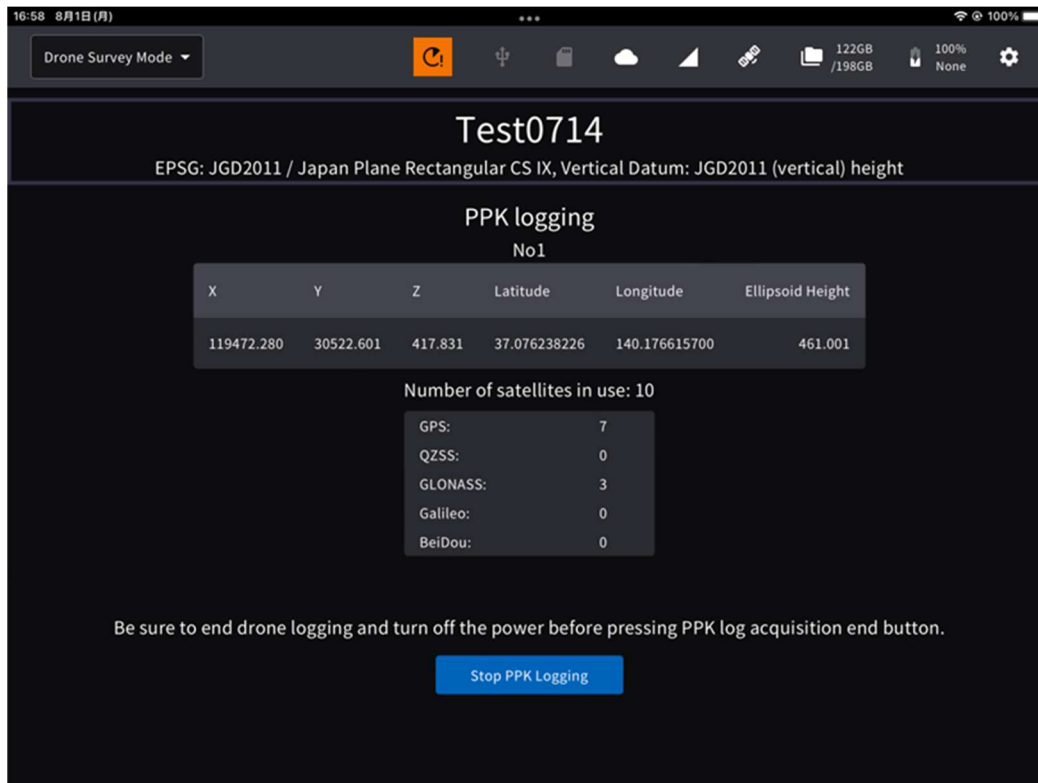 16:58 8月1日(月)
100%
Drone Survey Mode
122GB
/198GB
100%
None
Test0714
EPSG: JGD2011 / Japan Plane Rectangular CS IX, Vertical Datum: JGD2011 (vertical) height
PPK logging
No1
X Y Z Latitude Longitude Ellipsoid Height
119472.280 30522.601 417.831 37.076238226 140.176615700 461.001
Number of satellites in use: 10
GPS: 7
QZSS: 0
GLONASS: 3
Galileo: 0
BeiDou: 0
Be sure to end drone logging and turn off the power before pressing PPK log acquisition end button.
Stop PPK Logging